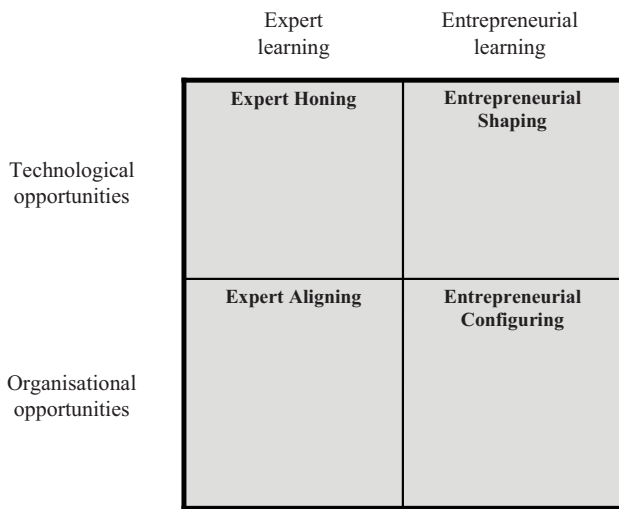 Expert
learning
Entrepreneurial
learning
Technological
opportunities
Expert Honing
Entrepreneurial
Shaping
Organisational
opportunities
Expert Aligning
Entrepreneurial
Configuring